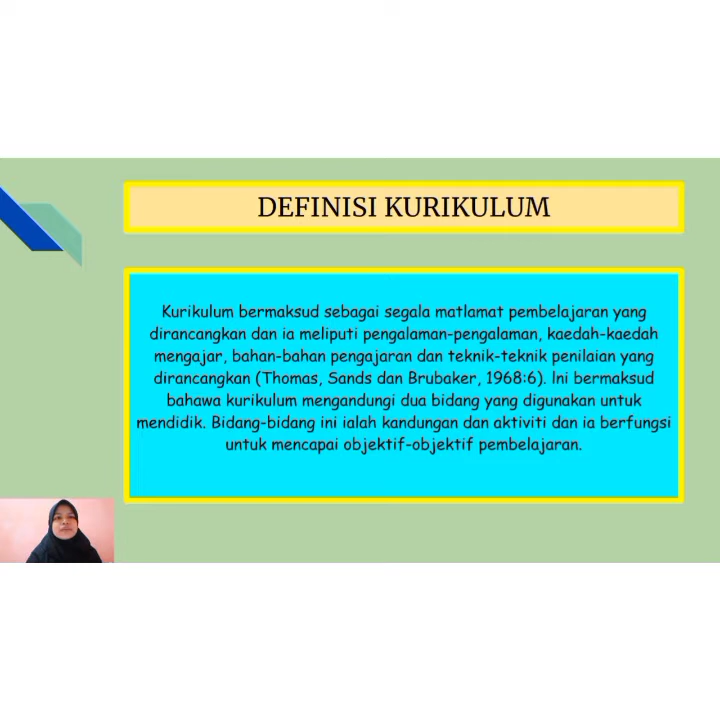 DEFINISI KURIKULUM
Kurikulum bermaksud sebagai segala matlamat pembelajaran yang
dirancangkan dan ia meliputi pengalaman-pengalaman, kaedah-kaedah
mengajar, bahan-bahan pengajaran dan teknik-teknik penilaian yang
dirancangkan (Thomas, Sands dan Brubaker, 1968:6). Ini bermaksud
bahawa kurikulum mengandungi dua bidang yang digunakan untuk
mendidik. Bidang-bidang ini ialah kandungan dan aktiviti dan ia berfungsi
untuk mencapai objektif-objektif pembelajaran.